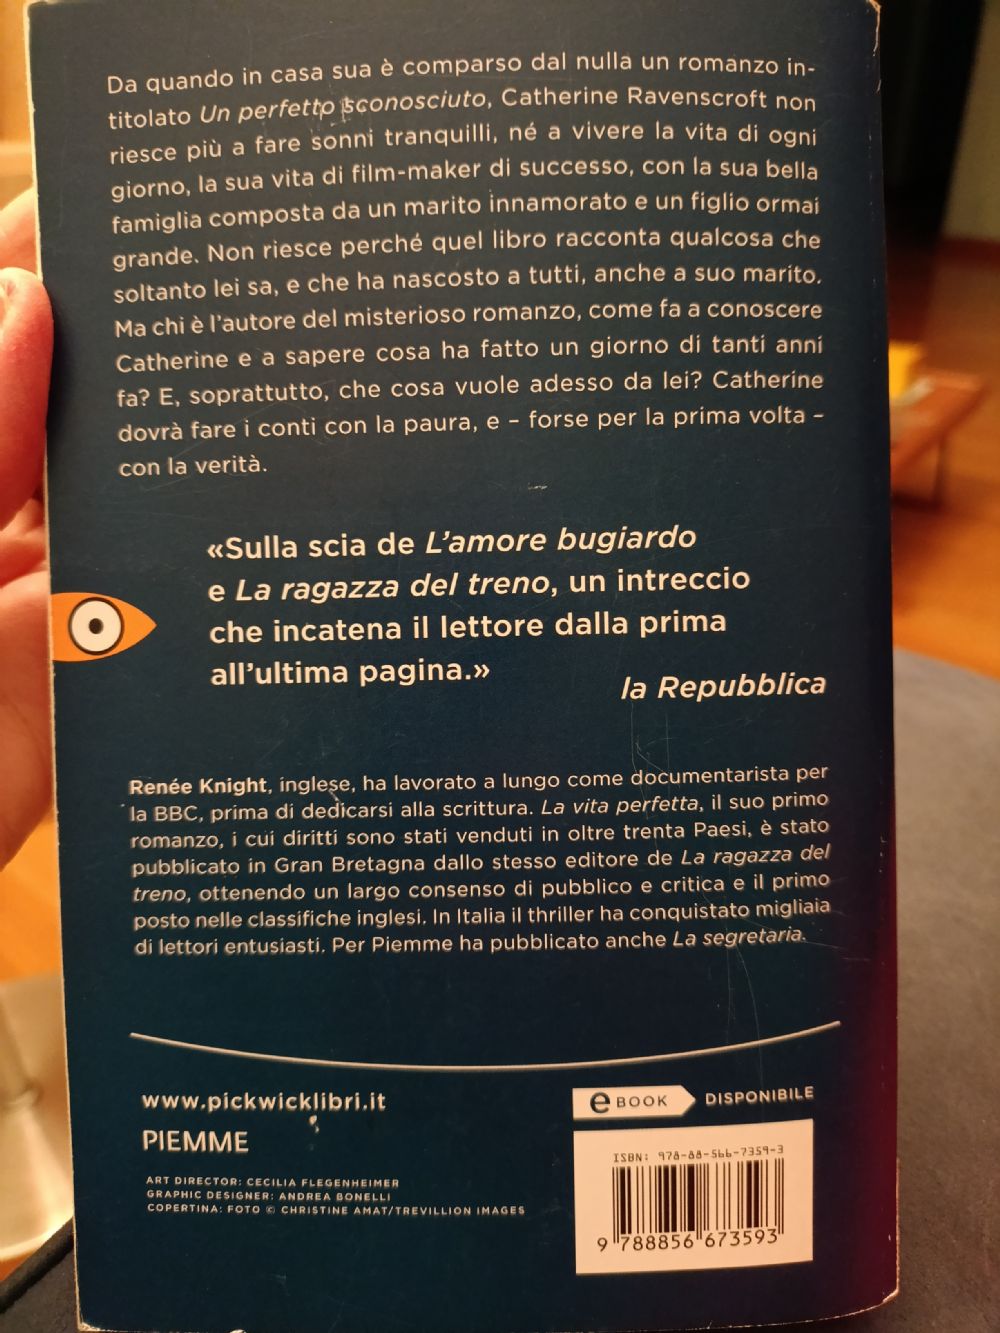 Da quando in casa sua è comparso dal nulla un romanzo in-
titolato Un perfetto sconosciuto, Catherine Ravenscroft non
riesce più a fare sonni tranquilli, né a vivere la vita di ogni
giorno, la sua vita di film-maker di successo, con la sua bella
famiglia composta da un marito innamorato e un figlio ormai
grande. Non riesce perché quel libro racconta qualcosa che
soltanto lei sa, e che ha nascosto a tutti, anche a suo marito.
Ma chi è l'autore del misterioso romanzo, come fa a conoscere
Catherine e a sapere cosa ha fatto un giorno di tanti anni
fa? E, soprattutto, che cosa vuole adesso da lei? Catherine
dovrà fare i conti con la paura, e – forse per la prima volta –
con la verità.
«Sulla scia de L'amore bugiardo
e La ragazza del treno, un intreccio
che incatena il lettore dalla prima
all'ultima pagina.»
la Repubblica
Renée Knight, inglese, ha lavorato a lungo come documentarista per
la BBC, prima di dedicarsi alla scrittura. La vita perfetta, il suo primo
romanzo, i cui diritti sono stati venduti in oltre trenta Paesi, è stato
pubblicato in Gran Bretagna dallo stesso editore de La ragazza del
treno, ottenendo un largo consenso di pubblico e critica e il primo
posto nelle classifiche inglesi. In Italia il thriller ha conquistato migliaia
di lettori entusiasti. Per Piemme ha pubblicato anche La segretaria.
www.pickwicklibri.it
PIEMME
ART DIRECTOR: CECILIA FLEGENHEIMER
GRAPHIC DESIGNER: ANDREA BONELLI
COPERTINA: FOTO © CHRISTINE AMAT/TREVILLION IMAGES
e BOOK DISPONIBILE
ISBN: 978-88-566-7359-3
9 788856 673593